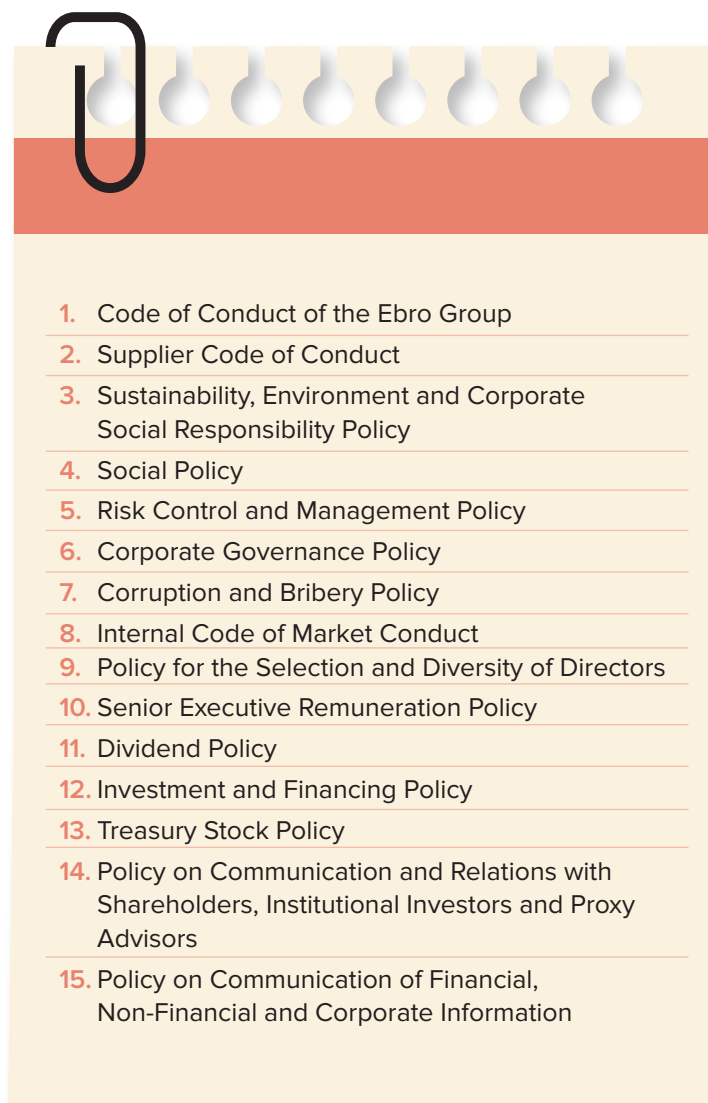 1. Code of Conduct of the Ebro Group
2. Supplier Code of Conduct
3. Sustainability, Environment and Corporate
Social Responsibility Policy
4. Social Policy
5. Risk Control and Management Policy
6. Corporate Governance Policy
7. Corruption and Bribery Policy
8. Internal Code of Market Conduct
9. Policy for the Selection and Diversity of Directors
10. Senior Executive Remuneration Policy
11. Dividend Policy
12. Investment and Financing Policy
13. Treasury Stock Policy
14. Policy on Communication and Relations with
Shareholders, Institutional Investors and Proxy
Advisors
15. Policy on Communication of Financial,
Non-Financial and Corporate Information